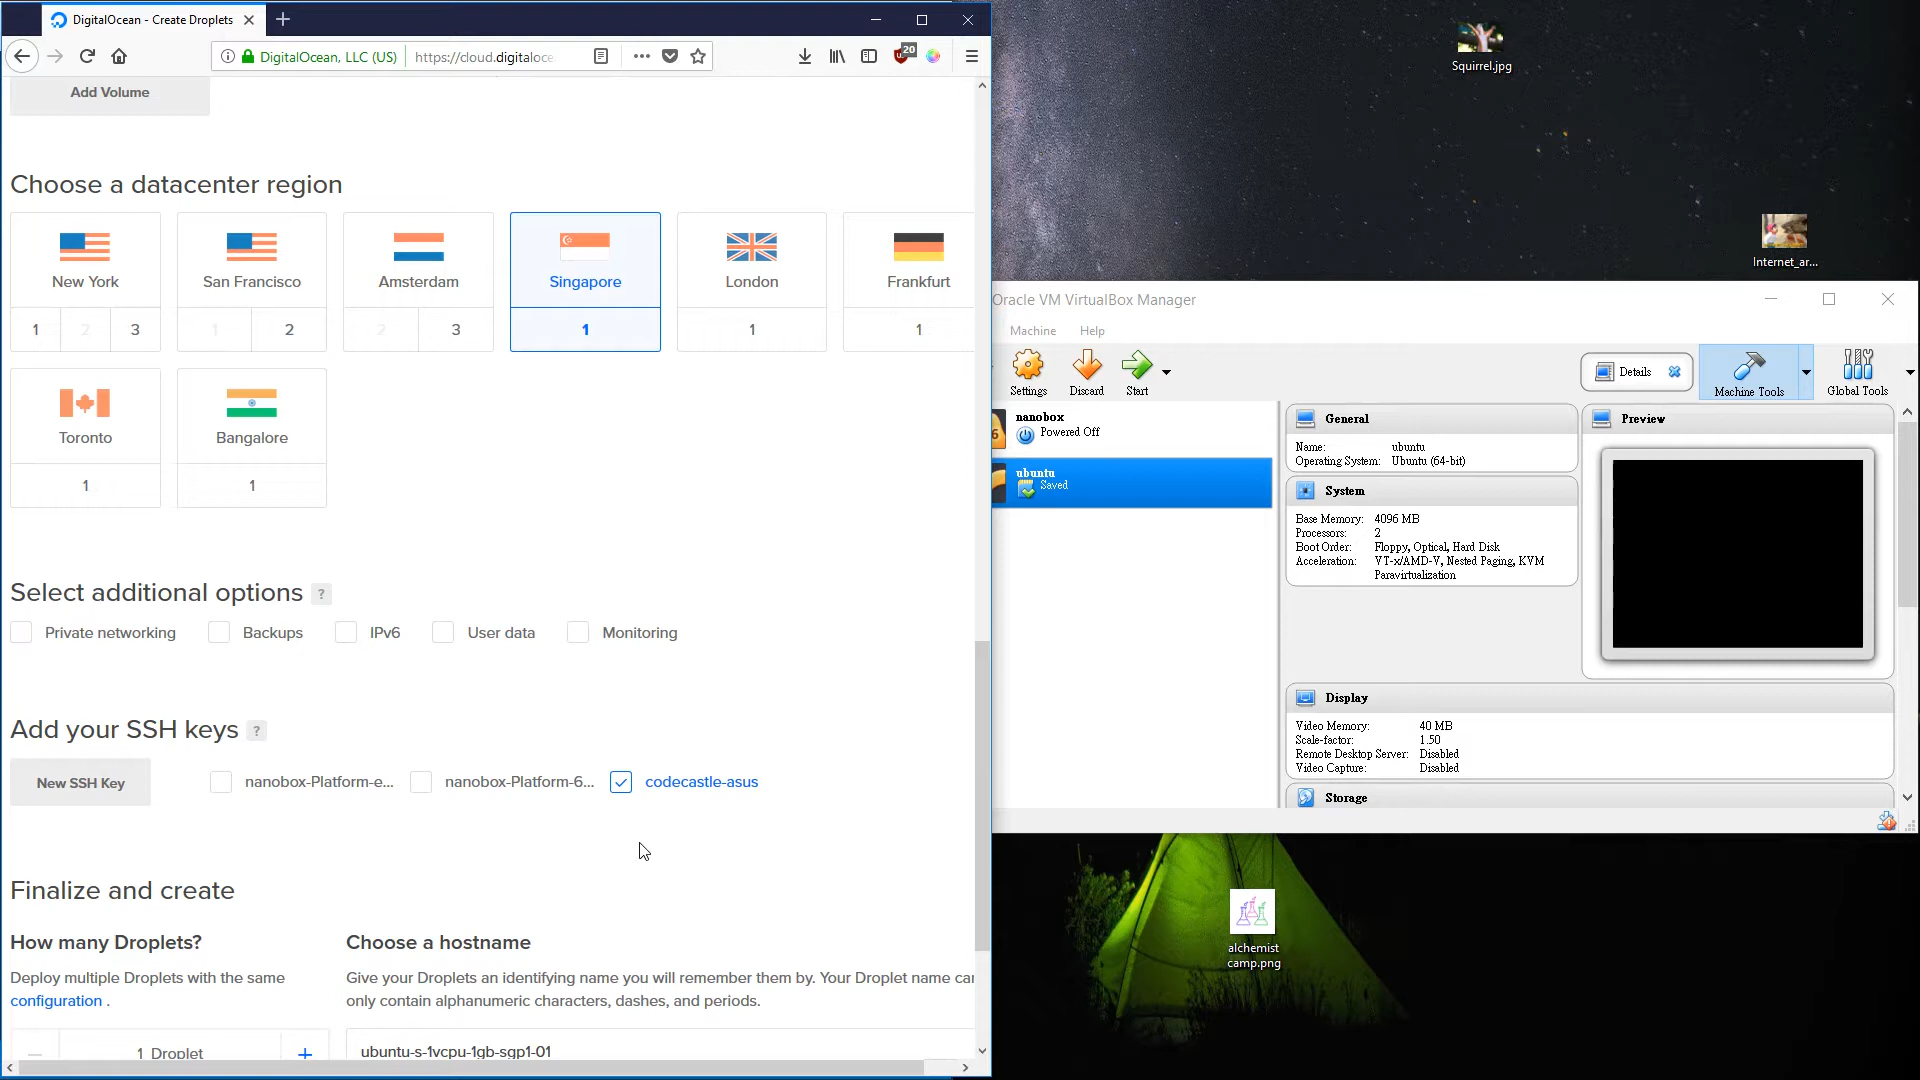 DigitalOcean - Create Droplets
DigitalOcean, LLC (US)
https://cloud.digitaloce
20
Add Volume
Choose a datacenter region
New York
San Francisco
Amsterdam
Singapore
London
Frankfurt
1 2 3
1 2
2 3
1
1
1
Toronto
Bangalore
1
1
Select additional options ?
Private networking
Backups
IPv6
User data
Monitoring
Add your SSH keys ?
New SSH Key
nanobox-Platform-e...
nanobox-Platform-6...
codecastle-asus
Finalize and create
How many Droplets?
Deploy multiple Droplets with the same
configuration .
1 Droplet
Choose a hostname
Give your Droplets an identifying name you will remember them by. Your Droplet name can
only contain alphanumeric characters, dashes, and periods.
ubuntu-s-1vcpu-1gb-sgp1-01
Squirrel.jpg
Internet_ar...
Oracle VM VirtualBox Manager
Machine
Help
Settings
Discard
Start
Details
Machine Tools
Global Tools
nanobox
Powered Off
ubuntu
Saved
General
Name: ubuntu
Operating System: Ubuntu (64-bit)
System
Base Memory: 4096 MB
Processors: 2
Boot Order: Floppy, Optical, Hard Disk
Acceleration: VT-x/AMD-V, Nested Paging, KVM
Paravirtualization
Preview
Display
Video Memory: 40 MB
Scale-factor: 1.50
Remote Desktop Server: Disabled
Video Capture: Disabled
Storage
alchemist
camp.png